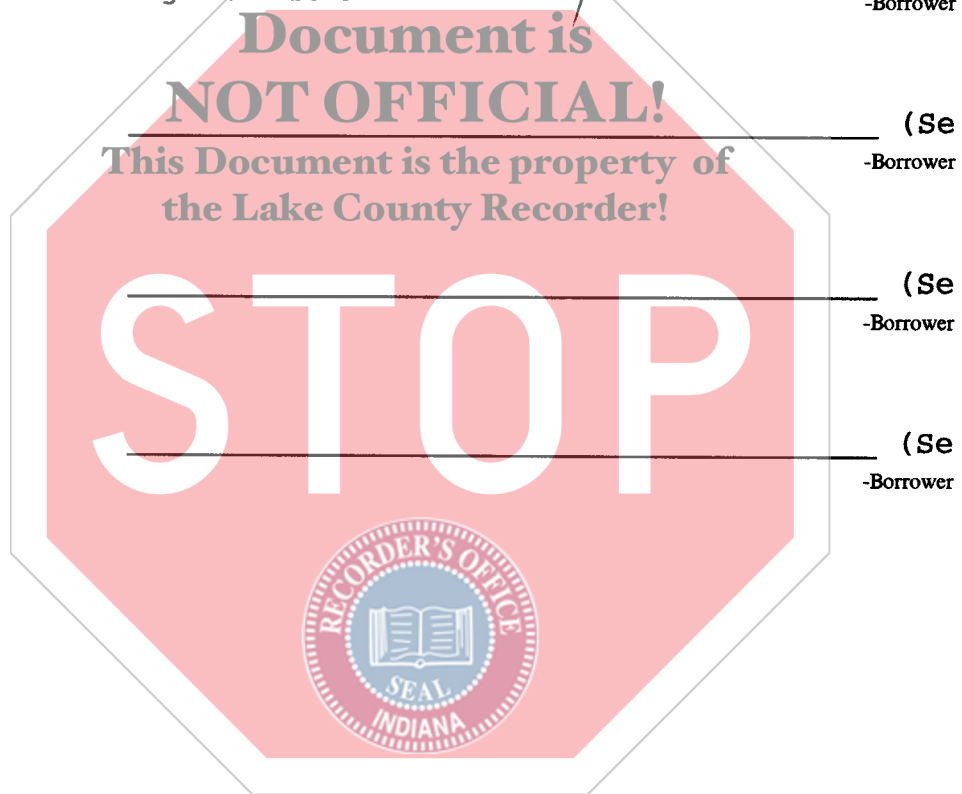 -Borrower
Document is
NOT OFFICIAL!
(Se
-Borrower
This Document is the property of
the Lake County Recorder!
STOP
(Se
-Borrower
(Se
-Borrower
RECORDER'S OFFICE
SEAL
INDIANA